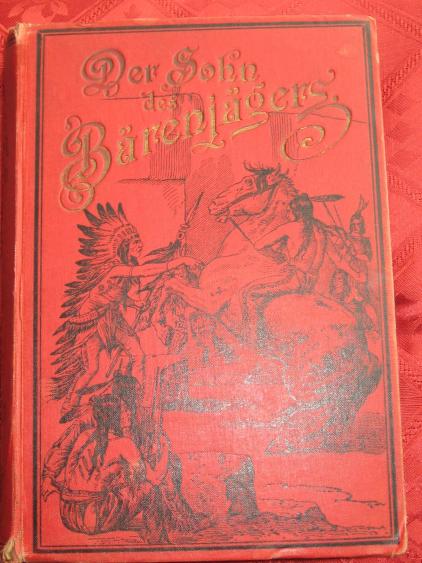 Der Sohn
des
Bärenjägers.